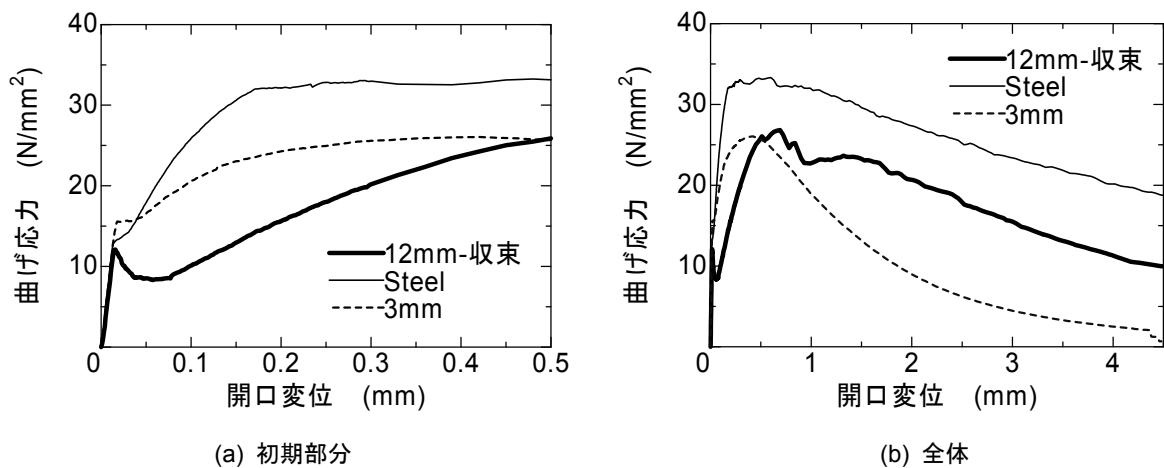 40
30
20
10
曲げ応力 (N/mm²)
12mm-収束
Steel
3mm
0 0.1 0.2 0.3 0.4 0.5
開口変位 (mm)
(a) 初期部分
40
30
20
10
曲げ応力 (N/mm²)
12mm-収束
Steel
3mm
0 1 2 3 4
開口変位 (mm)
(b) 全体